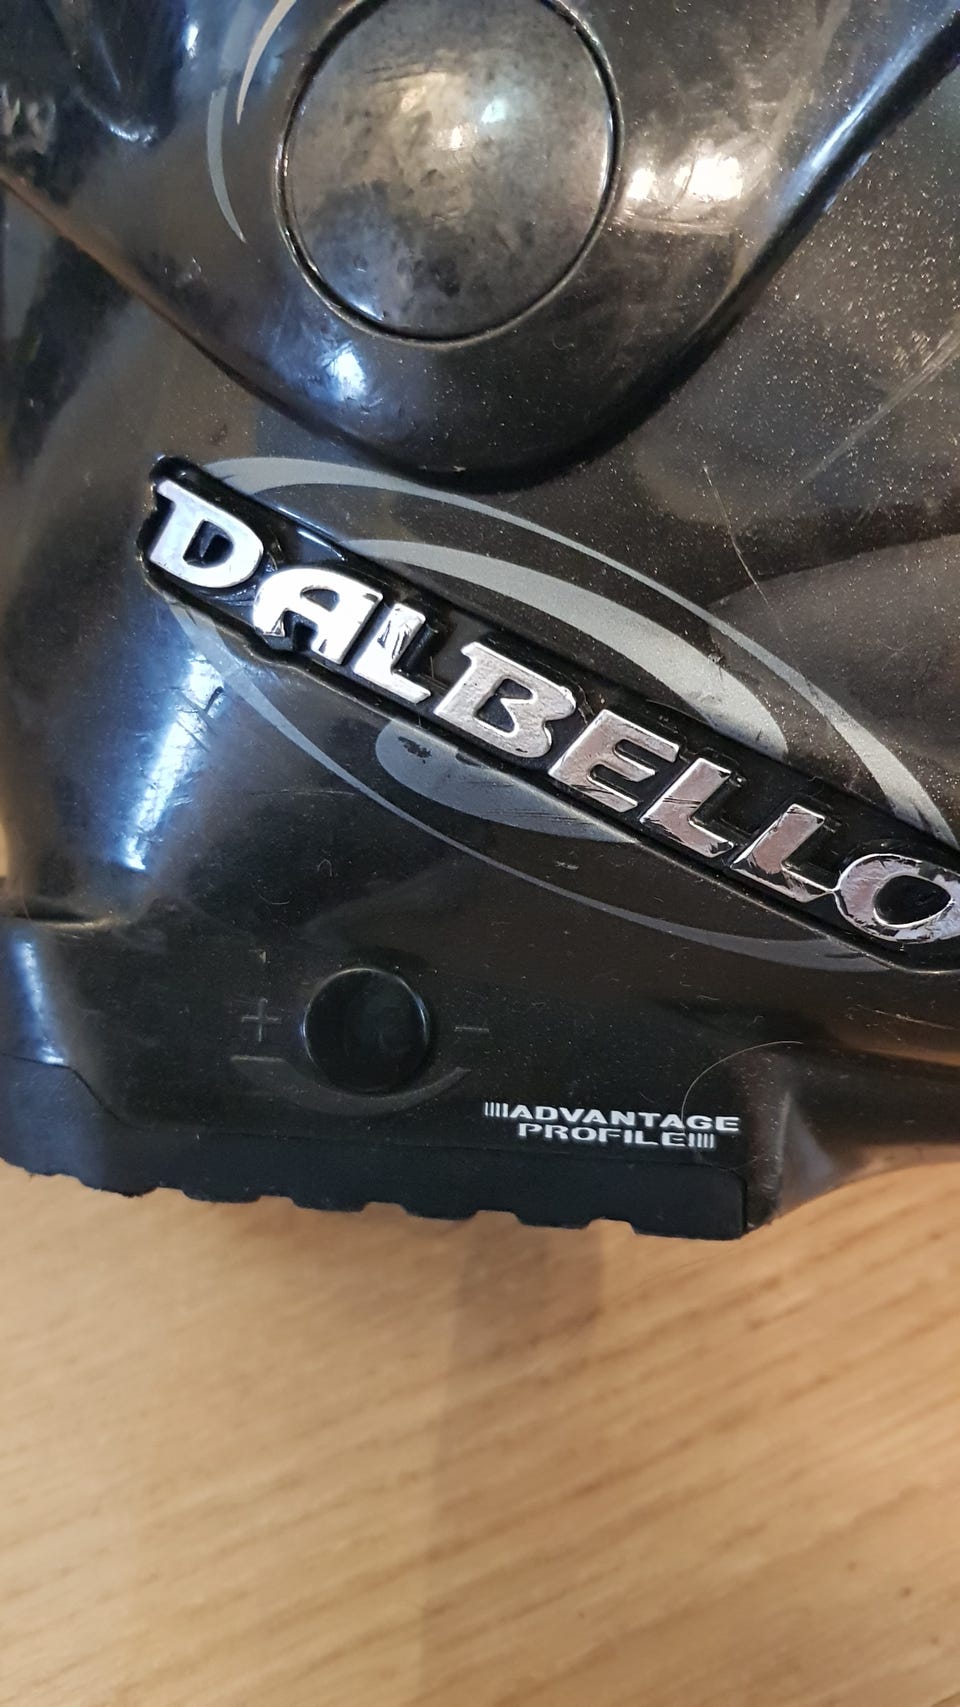 DALBELLO
+ -
ADVANTAGE
PROFILE